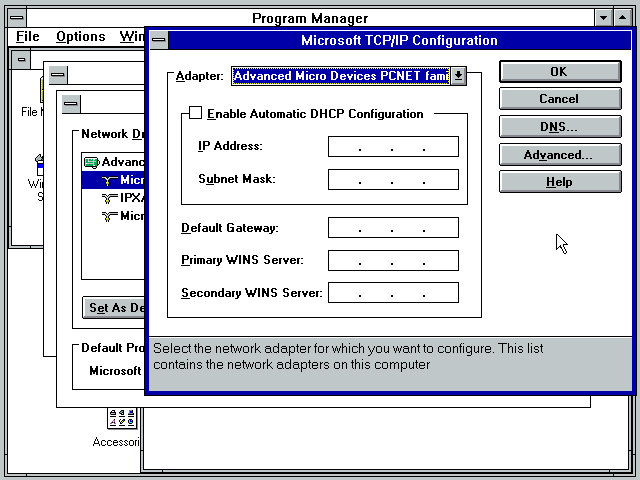 Program Manager
File Options Win
Microsoft TCP/IP Configuration
Adapter: Advanced Micro Devices PCNET fami
OK
Enable Automatic DHCP Configuration
Cancel
IP Address: . . .
DNS...
Subnet Mask: . . .
Advanced...
Help
Default Gateway: . . .
Primary WINS Server: . . .
Secondary WINS Server: . . .
Select the network adapter for which you want to configure. This list
contains the network adapters on this computer
File M
Win
S
Network D
Advanc
Micr
IPX
Micr
Set As De
Default Pro
Microsoft
Accessori